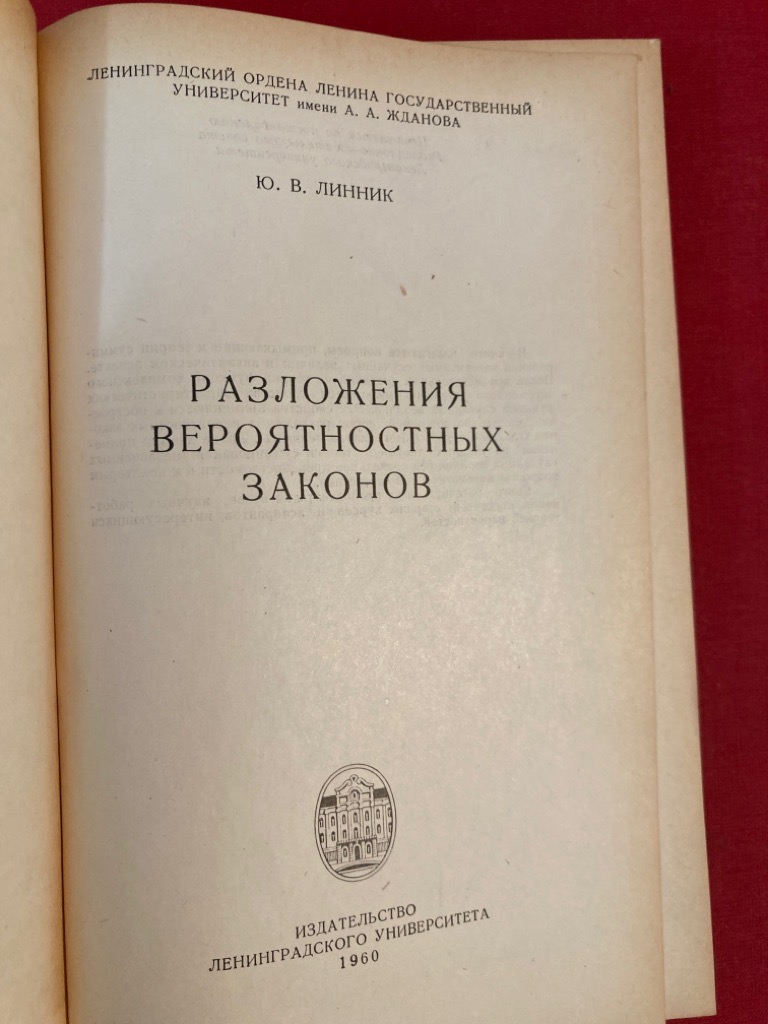 ЛЕНИНГРАДСКИЙ ОРДЕНА ЛЕНИНА ГОСУДАРСТВЕННЫЙ
УНИВЕРСИТЕТ имени А. А. ЖДАНОВА
Ю. В. ЛИННИК
РАЗЛОЖЕНИЯ
ВЕРОЯТНОСТНЫХ
ЗАКОНОВ
ИЗДАТЕЛЬСТВО
ЛЕНИНГРАДСКОГО УНИВЕРСИТЕТА
1960